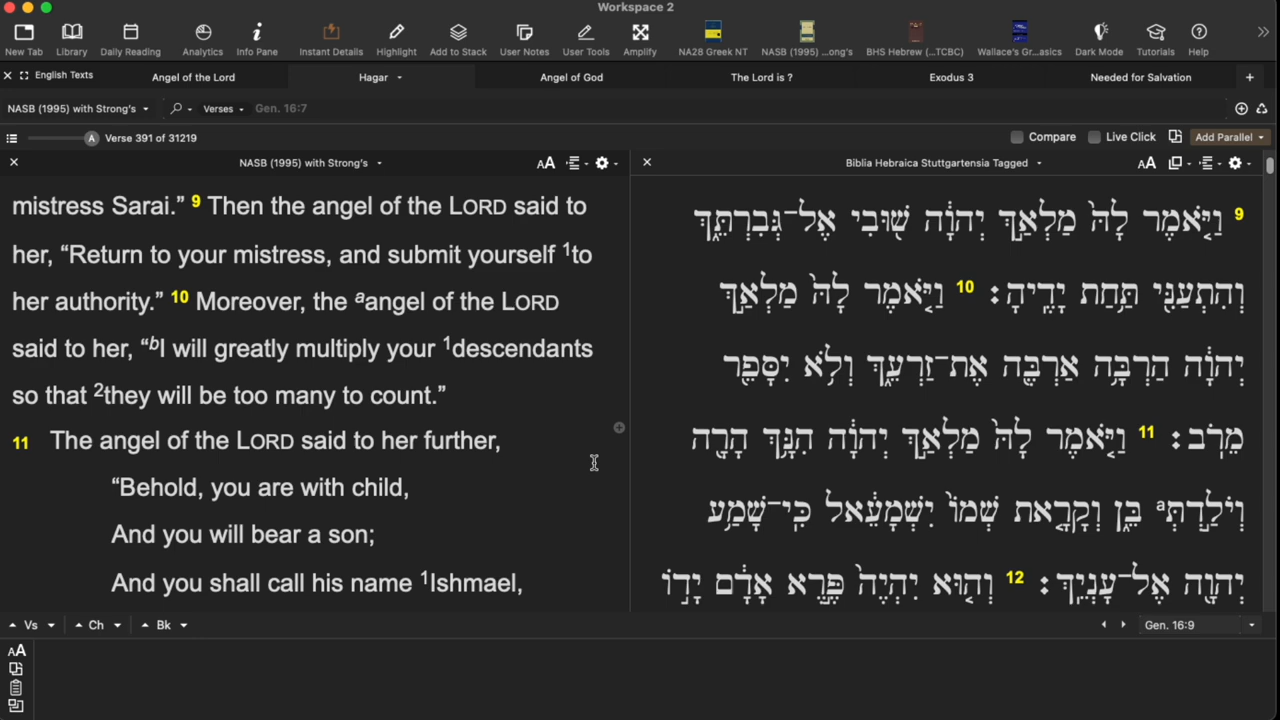 Workspace 2
New Tab Library Daily Reading Analytics Info Pane Instant Details Highlight Add to Stack User Notes User Tools Amplify NA28 Greek NT NASB (1995) ...ong's BHS Hebrew (...TCBC) Wallace's Gr...asics Dark Mode Tutorials Help
English Texts Angel of the Lord Hagar Angel of God The Lord is ? Exodus 3 Needed for Salvation
NASB (1995) with Strong's Verses Gen. 16:7
A Verse 391 of 31219 Compare Live Click Add Parallel
NASB (1995) with Strong's AA
mistress Sarai.” 9 Then the angel of the LORD said to
her, “Return to your mistress, and submit yourself 1to
her authority.” 10 Moreover, the aangel of the LORD
said to her, “bI will greatly multiply your 1descendants
so that 2they will be too many to count.”
11 The angel of the LORD said to her further,
“Behold, you are with child,
And you will bear a son;
And you shall call his name 1Ishmael,
Biblia Hebraica Stuttgartensia Tagged AA
9 וַיֹּ֤אמֶר לָהּ֙ מַלְאַ֣ךְ יְהוָ֔ה שׁ֖וּבִי אֶל־גְּבִרְתֵּ֑ךְ
וְהִתְעַנִּ֖י תַּ֥חַת יָדֶֽיהָ׃ 10 וַיֹּ֤אמֶר לָהּ֙ מַלְאַ֣ךְ
יְהוָ֔ה הַרְבָּ֥ה אַרְבֶּ֖ה אֶת־זַרְעֵ֑ךְ וְלֹ֥א יִסָּפֵ֖ר
מֵרֹֽב׃ 11 וַיֹּ֤אמֶר לָהּ֙ מַלְאַ֣ךְ יְהוָ֔ה הִנָּ֥ךְ הָרָ֖ה
וְיֹלַ֣דְתְּa בֵּ֑ן וְקָרָ֤את שְׁמוֹ֙ יִשְׁמָעֵ֔אל כִּֽי־שָׁמַ֥ע
יְהוָ֖ה אֶל־עָנְיֵֽךְ׃ 12 וְה֤וּא יִהְיֶה֙ פֶּ֣רֶא אָדָ֔ם יָד֣וֹ
Vs Ch Bk Gen. 16:9
AA